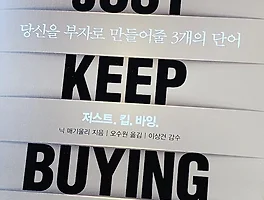 JUST
당신을 부자로 만들어줄 3개의 단어
KEEP
저스트. 킵. 바잉.
닉 매기울리 지음 | 오수원 옮김 | 이상건 감수
BUYING